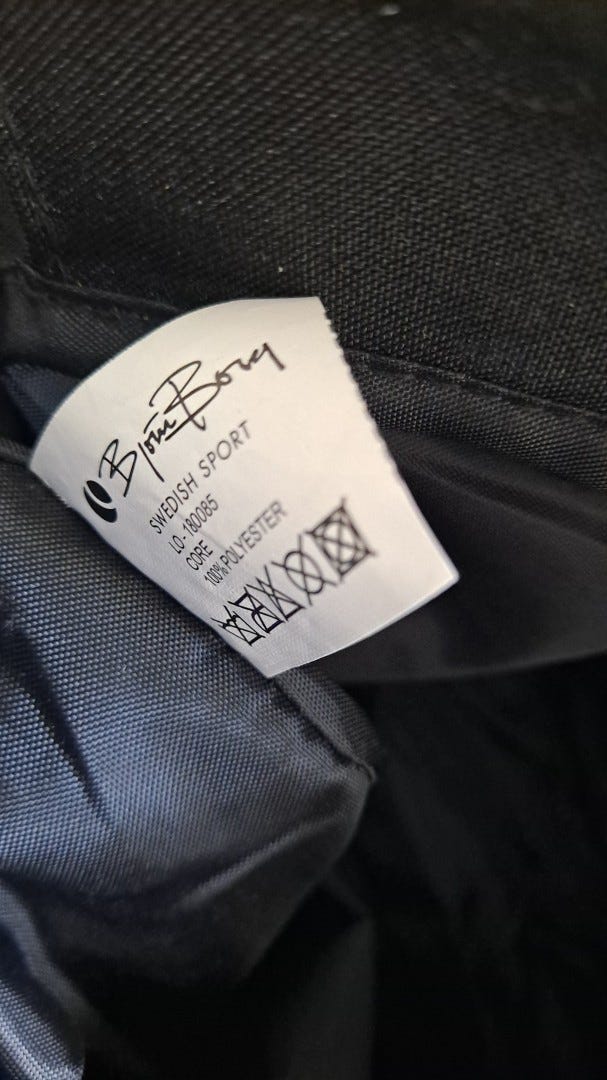 Björn Borg
SWEDISH SPORT
LO-180085
CORE
100% POLYESTER